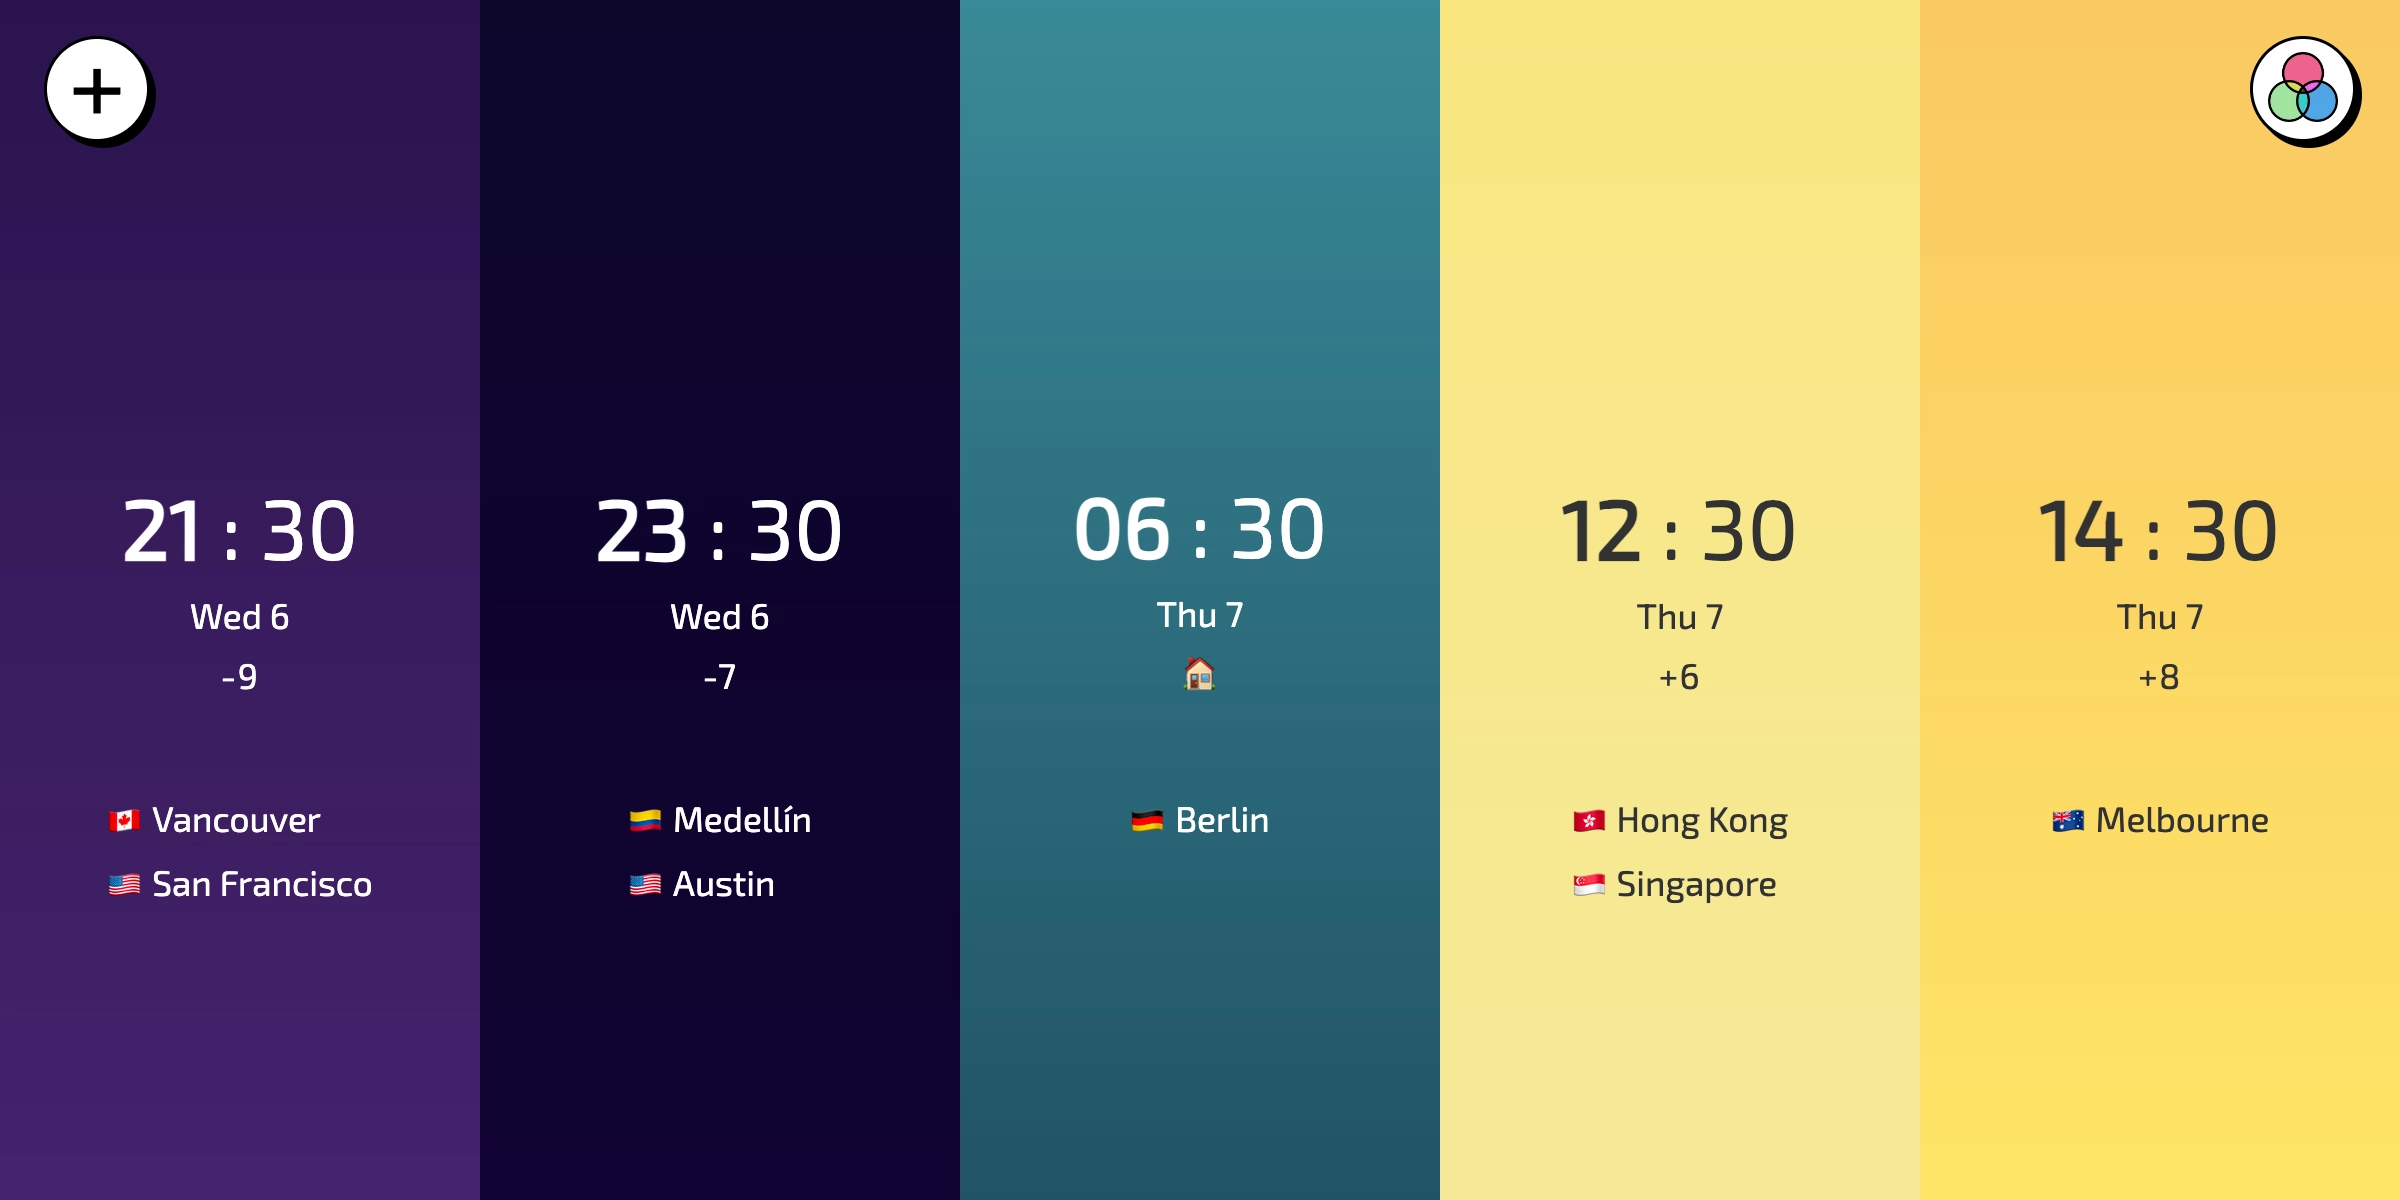 21 : 30
Wed 6
-9
Vancouver
San Francisco
23 : 30
Wed 6
-7
Medellín
Austin
06 : 30
Thu 7
Berlin
12 : 30
Thu 7
+6
Hong Kong
Singapore
14 : 30
Thu 7
+8
Melbourne